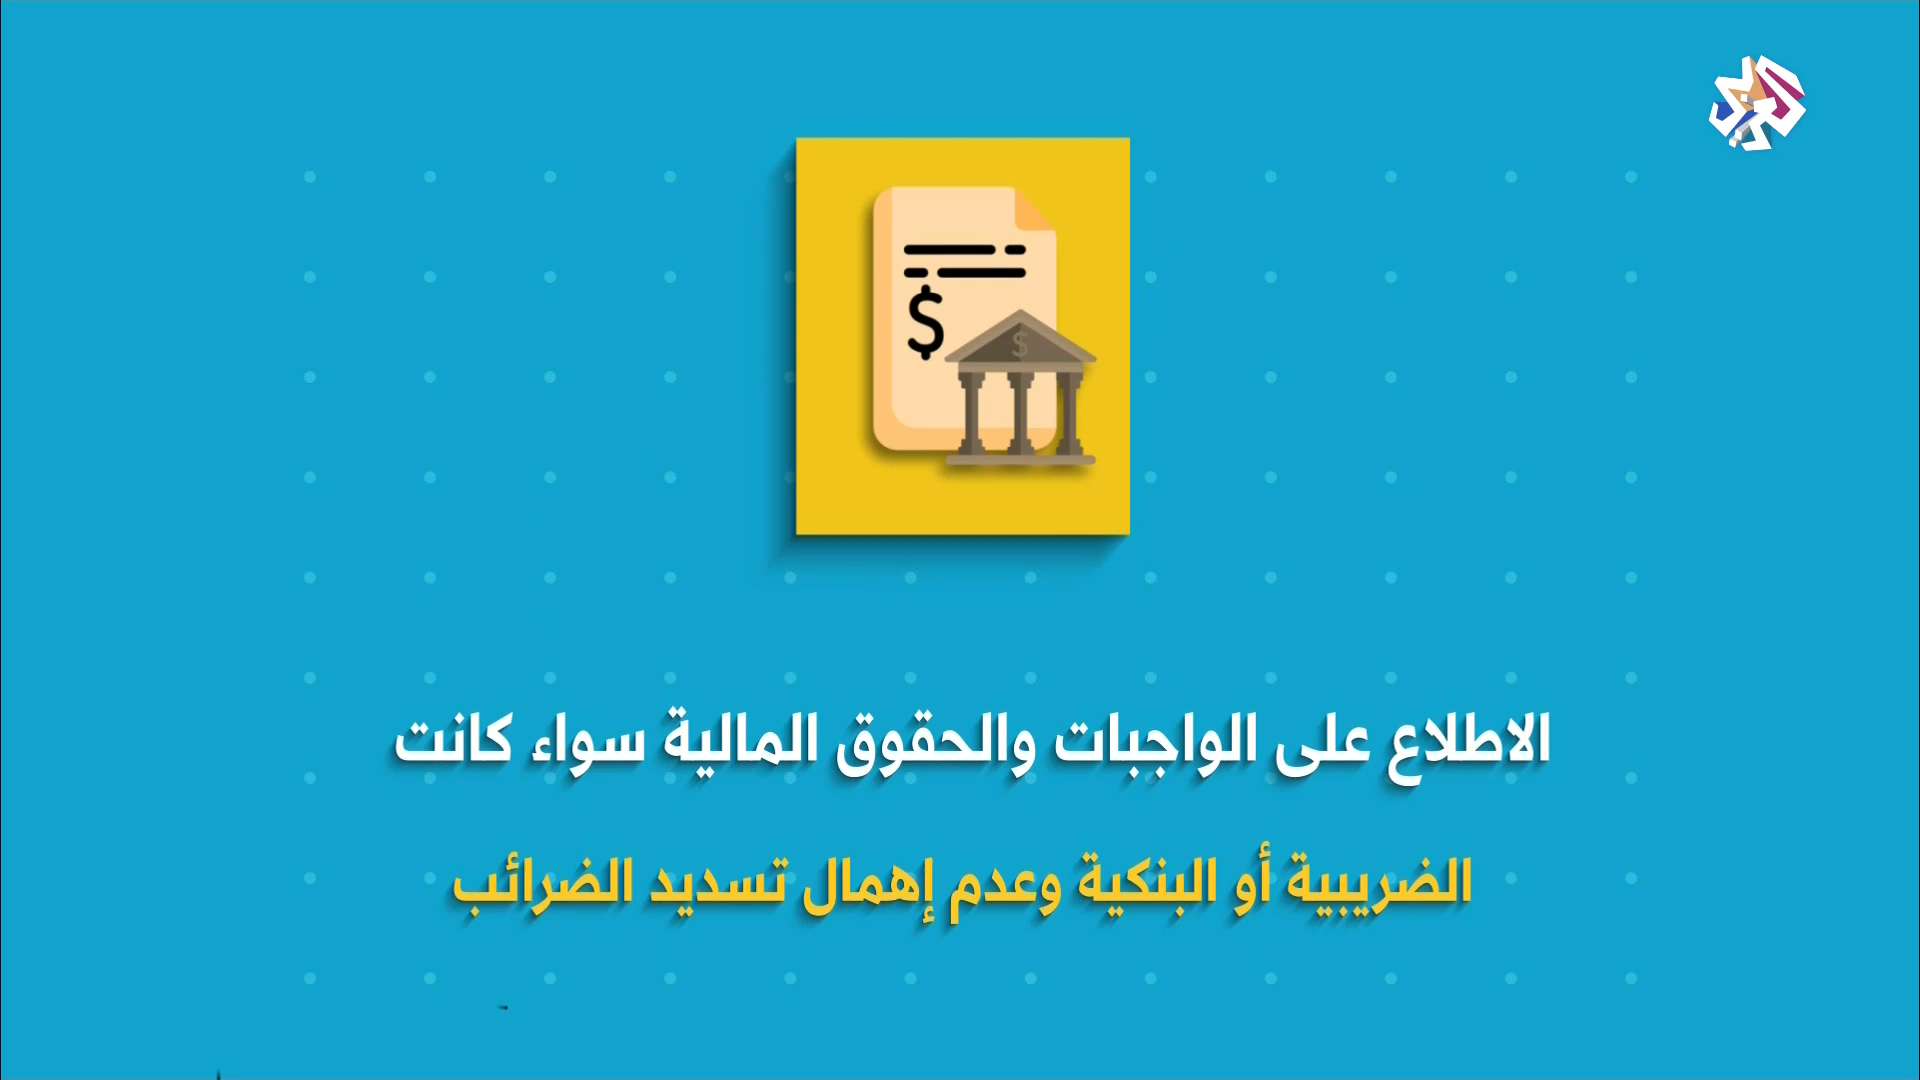 $
$
الاطلاع على الواجبات والحقوق المالية سواء كانت
الضريبية أو البنكية وعدم إهمال تسديد الضرائب